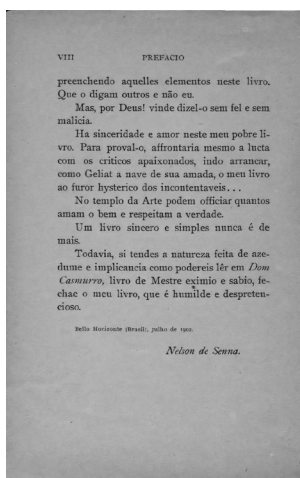 VIII PREFACIO
preenchendo aquelles elementos neste livro.
Que o digam outros e não eu.
Mas, por Deus! vinde dizel-o sem fel e sem
malicia.
Ha sinceridade e amor neste meu pobre li-
vro. Para proval-o, affrontaria mesmo a lucta
com os criticos apaixonados, indo arrancar,
como Geliat a nave de sua amada, o meu livro
ao furor hysterico dos incontentaveis...
No templo da Arte podem officiar quantos
amam o bem e respeitam a verdade.
Um livro sincero e simples nunca é de
mais.
Todavia, si tendes a natureza feita de aze-
dume e implicancia como podereis lêr em Dom
Casmurro, livro de Mestre eximio e sabio, fe-
chae o meu livro, que é humilde e despreten-
cioso.
Bello Horizonte (Brasil), julho de
Nelson de Senna.